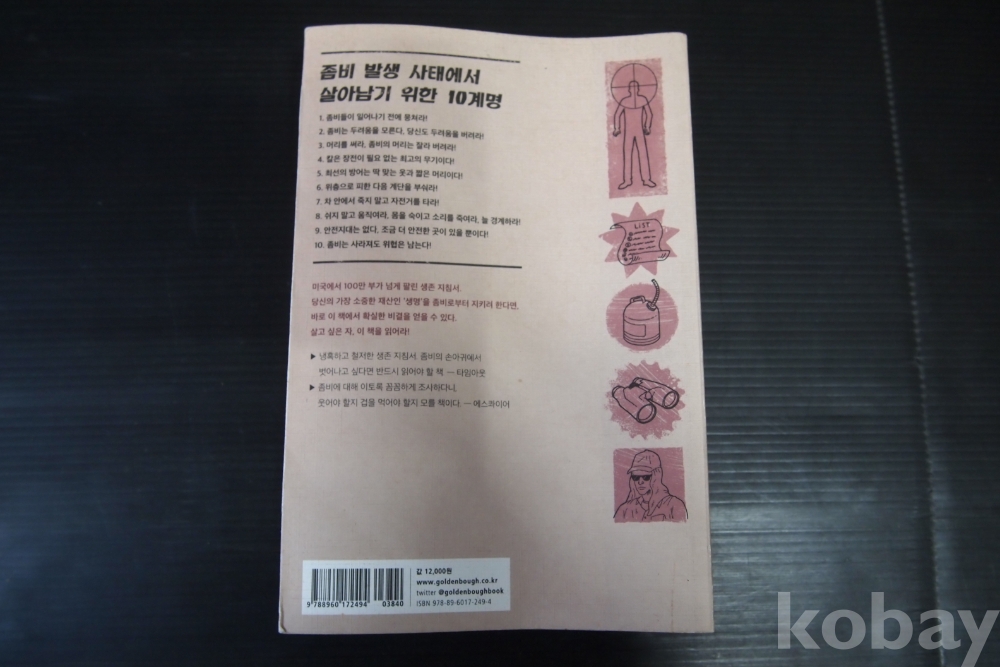 좀비 발생 사태에서
살아남기 위한 10계명
1. 좀비들이 일어나기 전에 뭉쳐라!
2. 좀비는 두려움을 모른다, 당신도 두려움을 버려라!
3. 머리를 써라, 좀비의 머리는 잘라 버려라!
4. 칼은 장전이 필요 없는 최고의 무기이다!
5. 최선의 방어는 딱 맞는 옷과 짧은 머리이다!
6. 위층으로 피한 다음 계단을 부숴라!
7. 차 안에서 죽지 말고 자전거를 타라!
8. 쉬지 말고 움직여라, 몸을 숙이고 소리를 죽여라, 늘 경계하라!
9. 안전지대는 없다, 조금 더 안전한 곳이 있을 뿐이다!
10. 좀비는 사라져도 위협은 남는다!
미국에서 100만 부가 넘게 팔린 생존 지침서.
당신의 가장 소중한 재산인 '생명'을 좀비로부터 지키려 한다면,
바로 이 책에서 확실한 비결을 얻을 수 있다.
살고 싶은 자, 이 책을 읽어라!
▶ 냉혹하고 철저한 생존 지침서. 좀비의 손아귀에서
벗어나고 싶다면 반드시 읽어야 할 책. — 타임아웃
▶ 좀비에 대해 이토록 꼼꼼하게 조사하다니,
웃어야 할지 겁을 먹어야 할지 모를 책이다. — 에스콰이어
LIST
값 12,000원
www.goldenbough.co.kr
twitter @goldenboughbook
ISBN 978-89-6017-249-4
9 788960 172494
03840
kobay